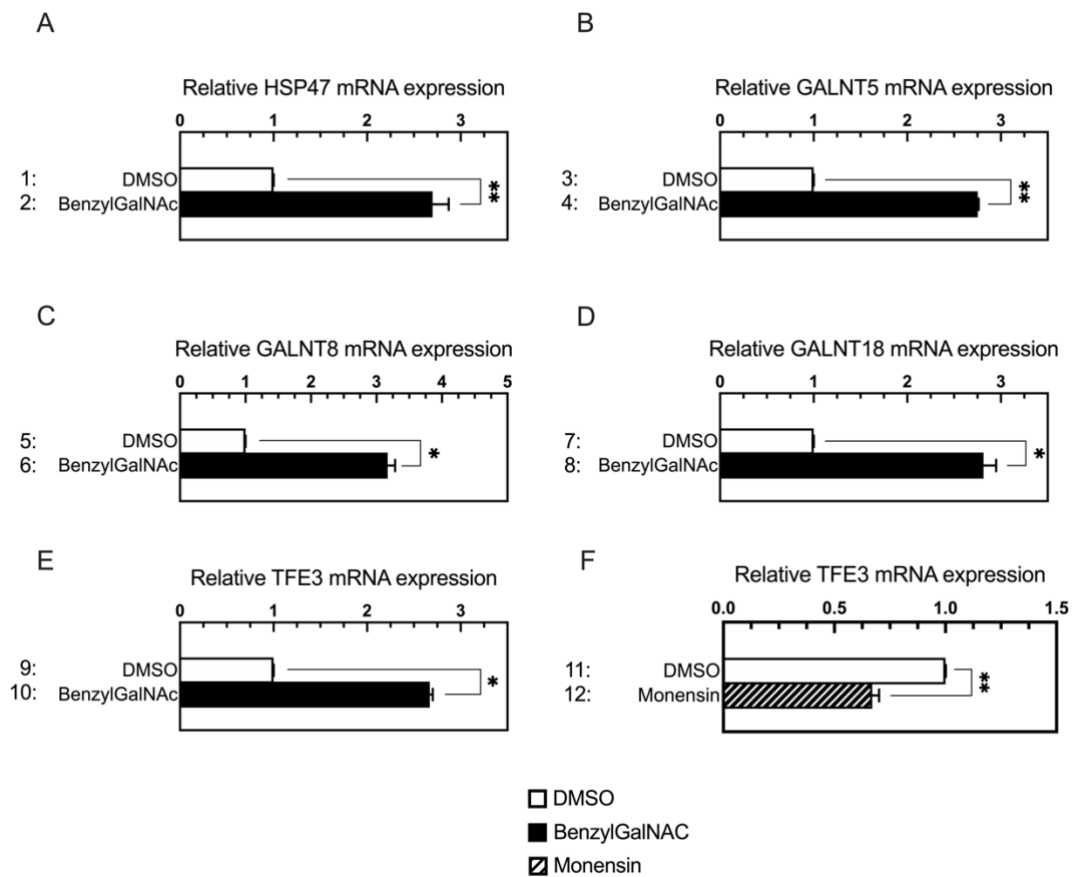 A
Relative HSP47 mRNA expression
0 1 2 3
1: DMSO
2: BenzylGalNAc
**
B
Relative GALNT5 mRNA expression
0 1 2 3
3: DMSO
4: BenzylGalNAc
**
C
Relative GALNT8 mRNA expression
0 1 2 3 4 5
5: DMSO
6: BenzylGalNAc
*
D
Relative GALNT18 mRNA expression
0 1 2 3
7: DMSO
8: BenzylGalNAc
*
E
Relative TFE3 mRNA expression
0 1 2 3
9: DMSO
10: BenzylGalNAc
*
F
Relative TFE3 mRNA expression
0.0 0.5 1.0 1.5
11: DMSO
12: Monensin
**
DMSO
BenzylGalNAC
Monensin